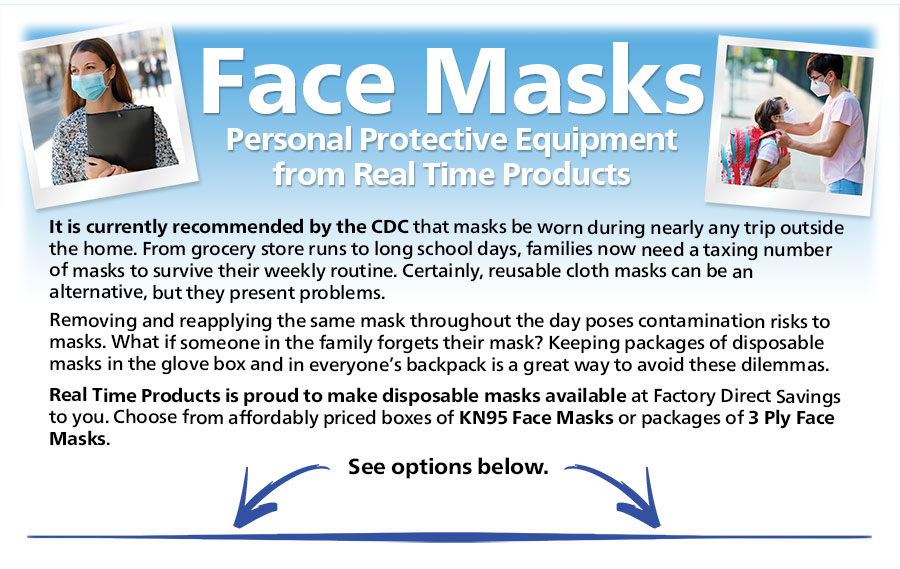 Face Masks
Personal Protective Equipment
from Real Time Products
It is currently recommended by the CDC that masks be worn during nearly any trip outside
the home. From grocery store runs to long school days, families now need a taxing number
of masks to survive their weekly routine. Certainly, reusable cloth masks can be an
alternative, but they present problems.
Removing and reapplying the same mask throughout the day poses contamination risks to
masks. What if someone in the family forgets their mask? Keeping packages of disposable
masks in the glove box and in everyone’s backpack is a great way to avoid these dilemmas.
Real Time Products is proud to make disposable masks available at Factory Direct Savings
to you. Choose from affordably priced boxes of KN95 Face Masks or packages of 3 Ply Face
Masks.
See options below.